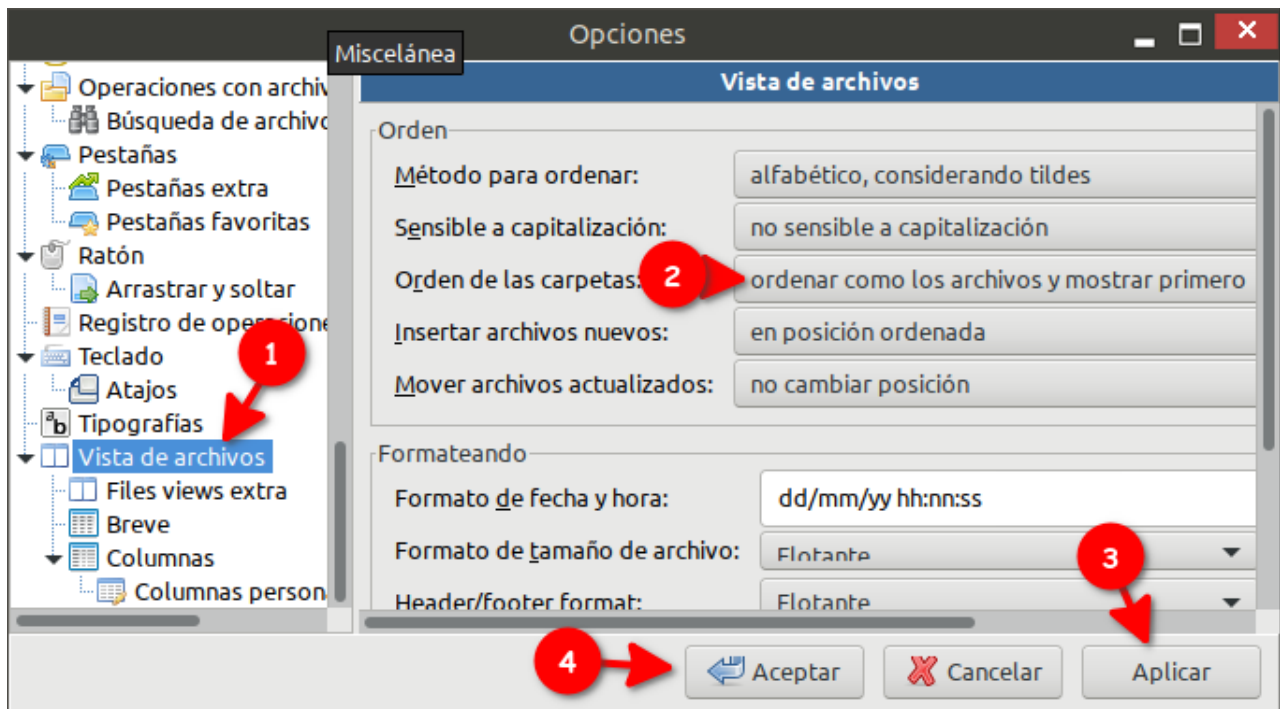 Opciones
Miscelánea
Operaciones con archiv
Búsqueda de archivo
Pestañas
Pestañas extra
Pestañas favoritas
Ratón
Arrastrar y soltar
Registro de operacione
Teclado
1
Atajos
Tipografías
Vista de archivos
Files views extra
Breve
Columnas
Columnas person
Vista de archivos
Orden
Método para ordenar: alfabético, considerando tildes
Sensible a capitalización: no sensible a capitalización
Orden de las carpetas: 2 ordenar como los archivos y mostrar primero
Insertar archivos nuevos: en posición ordenada
Mover archivos actualizados: no cambiar posición
Formateando
Formato de fecha y hora: dd/mm/yy hh:nn:ss
Formato de tamaño de archivo: Flotante
3
Header/footer format: Flotante
4
Aceptar Cancelar Aplicar